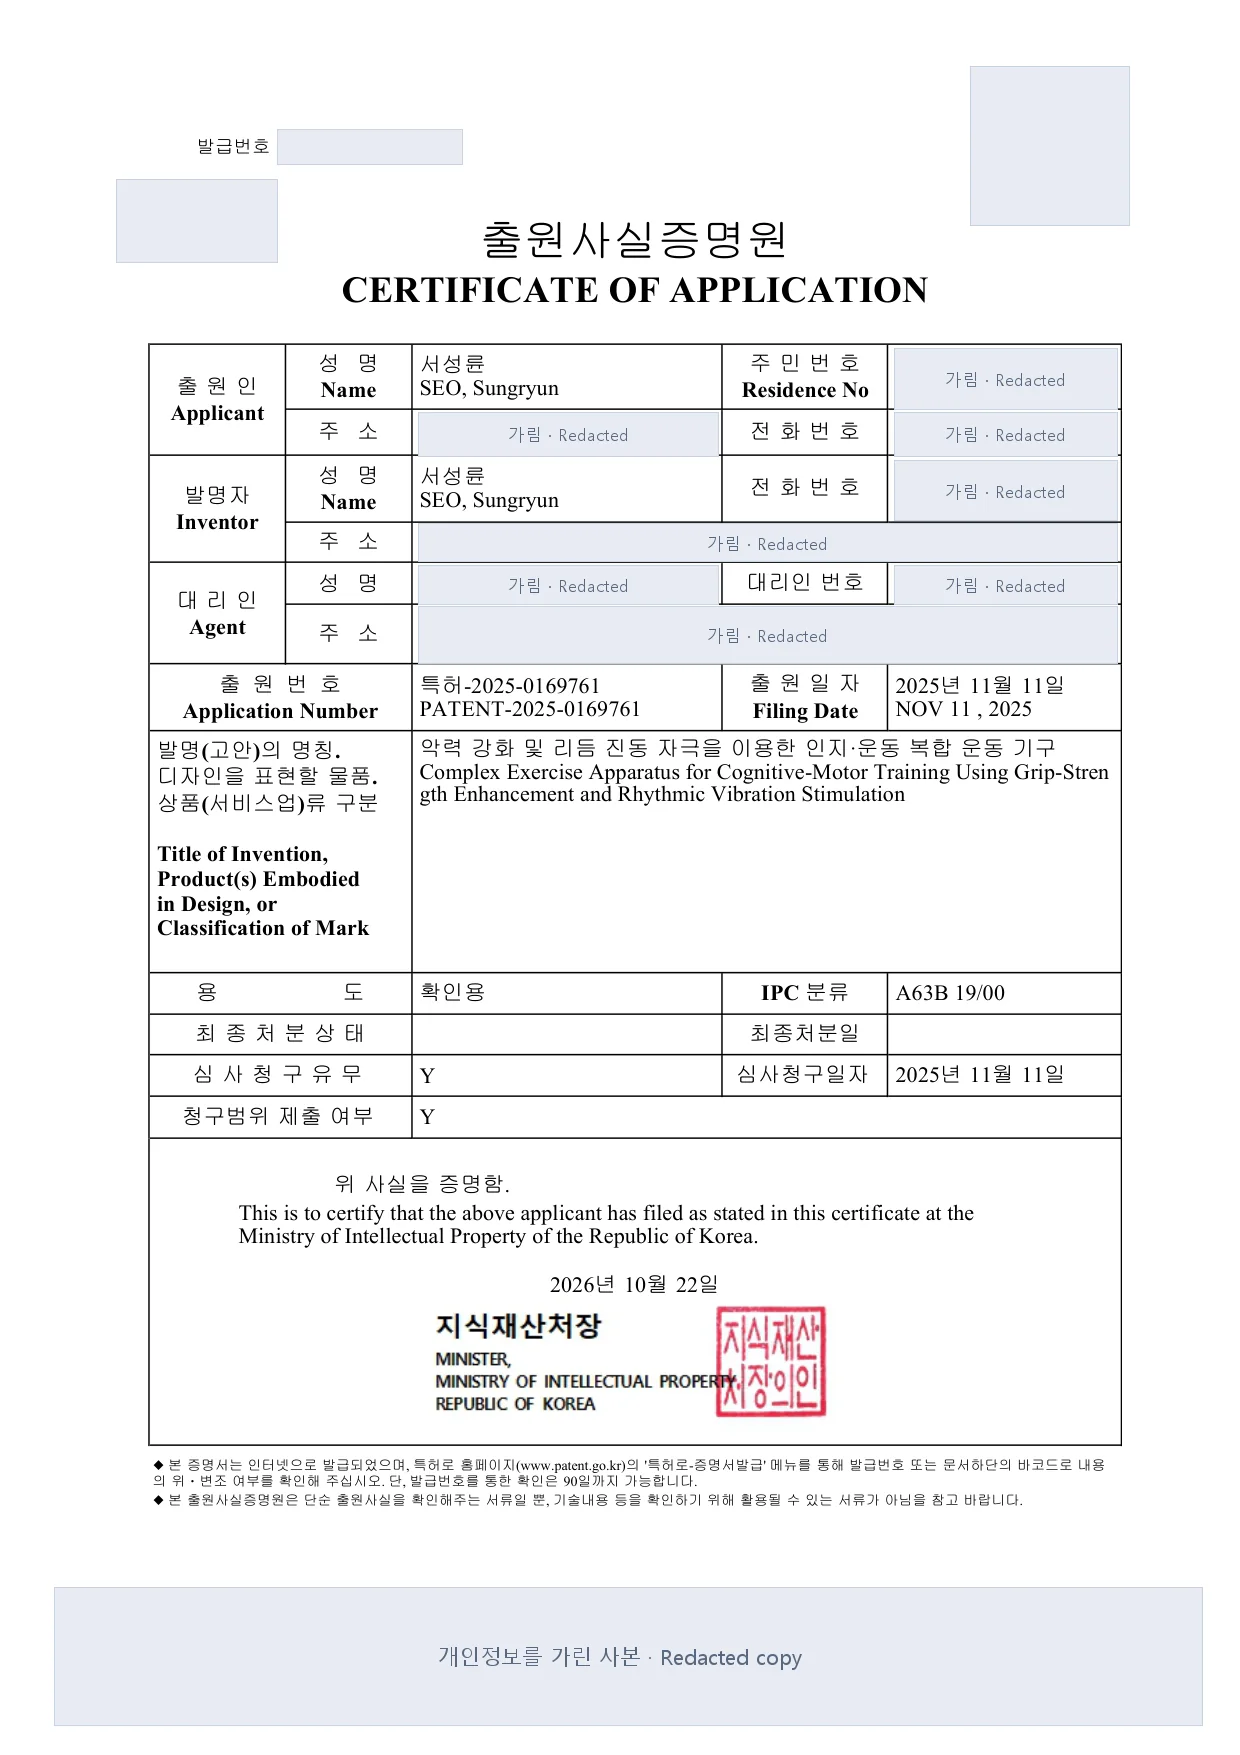 발급번호
출원사실증명원
CERTIFICATE OF APPLICATION
출 원 인
Applicant
성 명
Name
서성륜
SEO, Sungryun
주 민 번 호
Residence No
가림 · Redacted
주 소
가림 · Redacted
전 화 번 호
가림 · Redacted
발명자
Inventor
성 명
Name
서성륜
SEO, Sungryun
전 화 번 호
가림 · Redacted
주 소
가림 · Redacted
대 리 인
Agent
성 명
가림 · Redacted
대리인 번호
가림 · Redacted
주 소
가림 · Redacted
출 원 번 호
Application Number
특허-2025-0169761
PATENT-2025-0169761
출 원 일 자
Filing Date
2025년 11월 11일
NOV 11 , 2025
발명(고안)의 명칭.
디자인을 표현할 물품.
상품(서비스업)류 구분
Title of Invention,
Product(s) Embodied
in Design, or
Classification of Mark
악력 강화 및 리듬 진동 자극을 이용한 인지·운동 복합 운동 기구
Complex Exercise Apparatus for Cognitive-Motor Training Using Grip-Stren
gth Enhancement and Rhythmic Vibration Stimulation
용 도
확인용
IPC 분류
A63B 19/00
최 종 처 분 상 태
최종처분일
심 사 청 구 유 무
Y
심사청구일자
2025년 11월 11일
청구범위 제출 여부
Y
위 사실을 증명함.
This is to certify that the above applicant has filed as stated in this certificate at the
Ministry of Intellectual Property of the Republic of Korea.
2026년 10월 22일
지식재산처장
MINISTER,
MINISTRY OF INTELLECTUAL PROPERTY
REPUBLIC OF KOREA
지식재산
처장의인
◆ 본 증명서는 인터넷으로 발급되었으며, 특허로 홈페이지(www.patent.go.kr)의 '특허로-증명서발급' 메뉴를 통해 발급번호 또는 문서하단의 바코드로 내용
의 위・변조 여부를 확인해 주십시오. 단, 발급번호를 통한 확인은 90일까지 가능합니다.
◆ 본 출원사실증명원은 단순 출원사실을 확인해주는 서류일 뿐, 기술내용 등을 확인하기 위해 활용될 수 있는 서류가 아님을 참고 바랍니다.
개인정보를 가린 사본 · Redacted copy